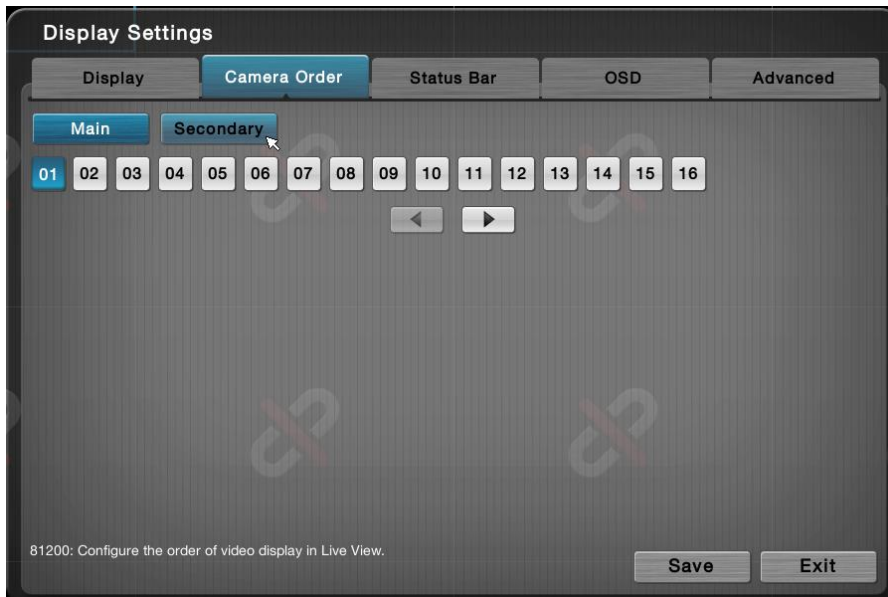 Display Settings
Display Camera Order Status Bar OSD Advanced
Main Secondary
01 02 03 04 05 06 07 08 09 10 11 12 13 14 15 16
81200: Configure the order of video display in Live View.
Save Exit